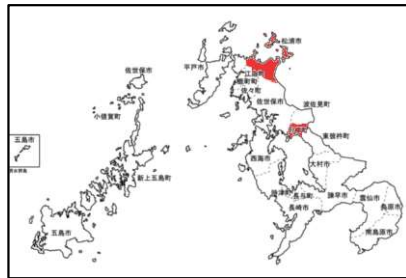 松浦市
平戸市
江迎町
鹿町町
佐々町
佐世保市
佐世保市
小値賀町
波佐見町
川棚町
東彼杵町
五島市
西海市
大村市
新上五島町
時津町
長与町
諫早市
雲仙市
島原市
長崎市
南島原市
五島市